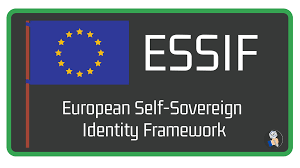 ESSIF
European Self-Sovereign
Identity Framework